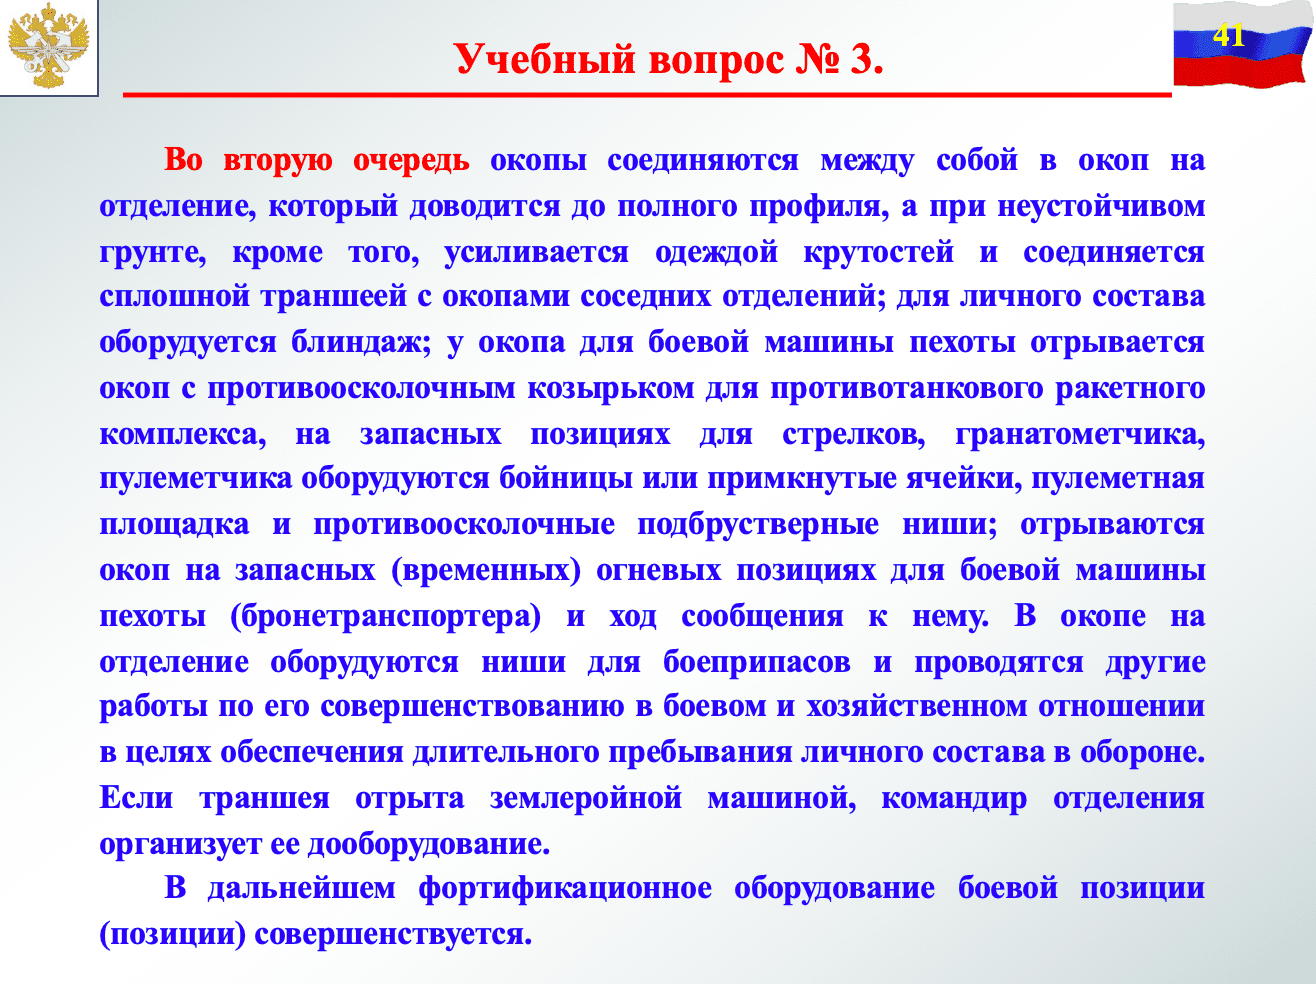 41
Учебный вопрос № 3.
Во вторую очередь окопы соединяются между собой в окоп на
отделение, который доводится до полного профиля, а при неустойчивом
грунте, кроме того, усиливается одеждой крутостей и соединяется
сплошной траншеей с окопами соседних отделений; для личного состава
оборудуется блиндаж; у окопа для боевой машины пехоты отрывается
окоп с противоосколочным козырьком для противотанкового ракетного
комплекса, на запасных позициях для стрелков, гранатометчика,
пулеметчика оборудуются бойницы или примкнутые ячейки, пулеметная
площадка и противоосколочные подбрустверные ниши; отрываются
окоп на запасных (временных) огневых позициях для боевой машины
пехоты (бронетранспортера) и ход сообщения к нему. В окопе на
отделение оборудуются ниши для боеприпасов и проводятся другие
работы по его совершенствованию в боевом и хозяйственном отношении
в целях обеспечения длительного пребывания личного состава в обороне.
Если траншея отрыта землеройной машиной, командир отделения
организует ее дооборудование.
В дальнейшем фортификационное оборудование боевой позиции
(позиции) совершенствуется.